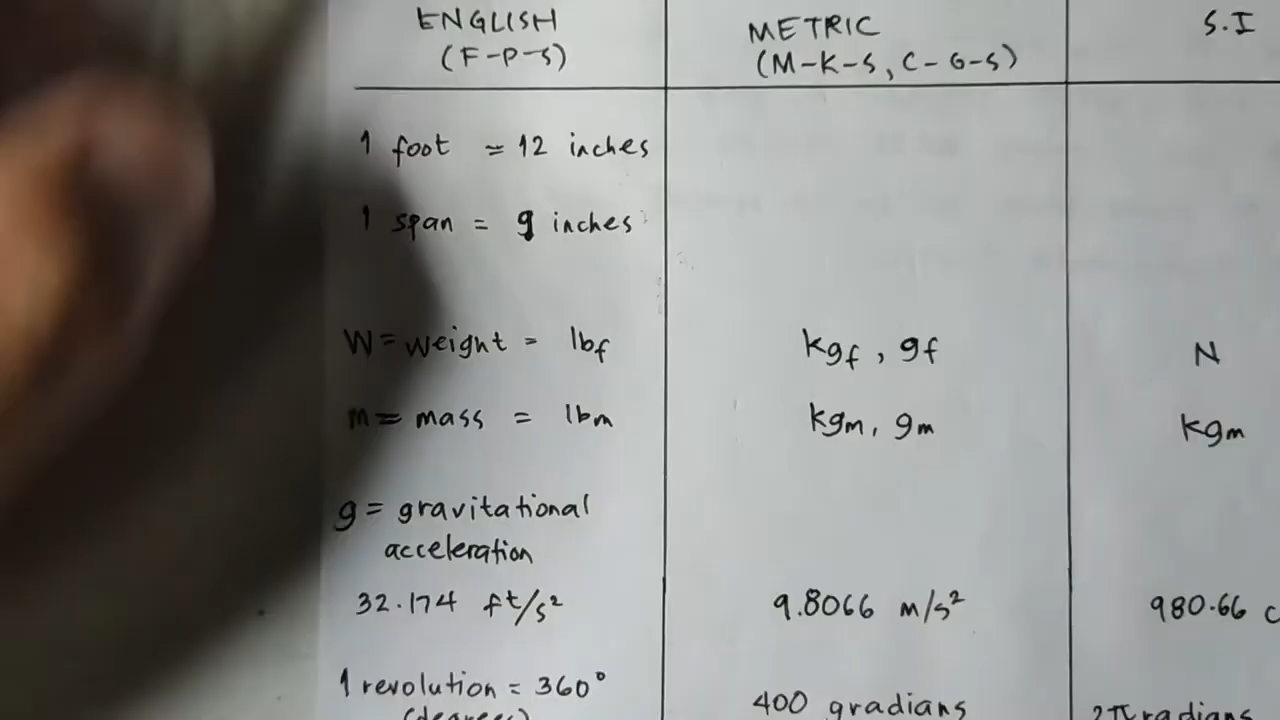 ENGLISH METRIC S.I
(F-P-S) (M-K-S, C-G-S)
1 foot = 12 inches
1 span = 9 inches
W = weight = lbf kgf, gf N
m = mass = lbm kgm, gm kgm
g = gravitational
acceleration
32.174 ft/s² 9.8066 m/s² 980.66 c
1 revolution = 360° 400 gradians 2π radians
(degrees)